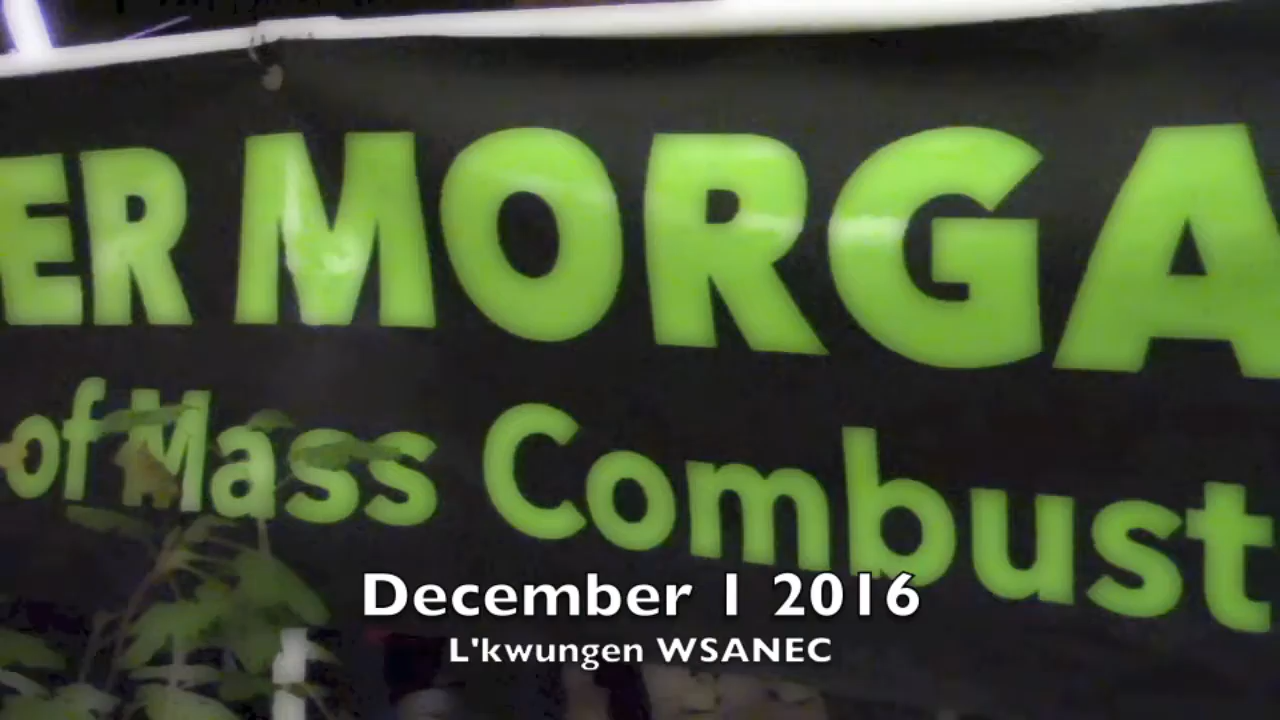 ER MORGA
of Mass Combust
December 1 2016
L'kwungen WSANEC